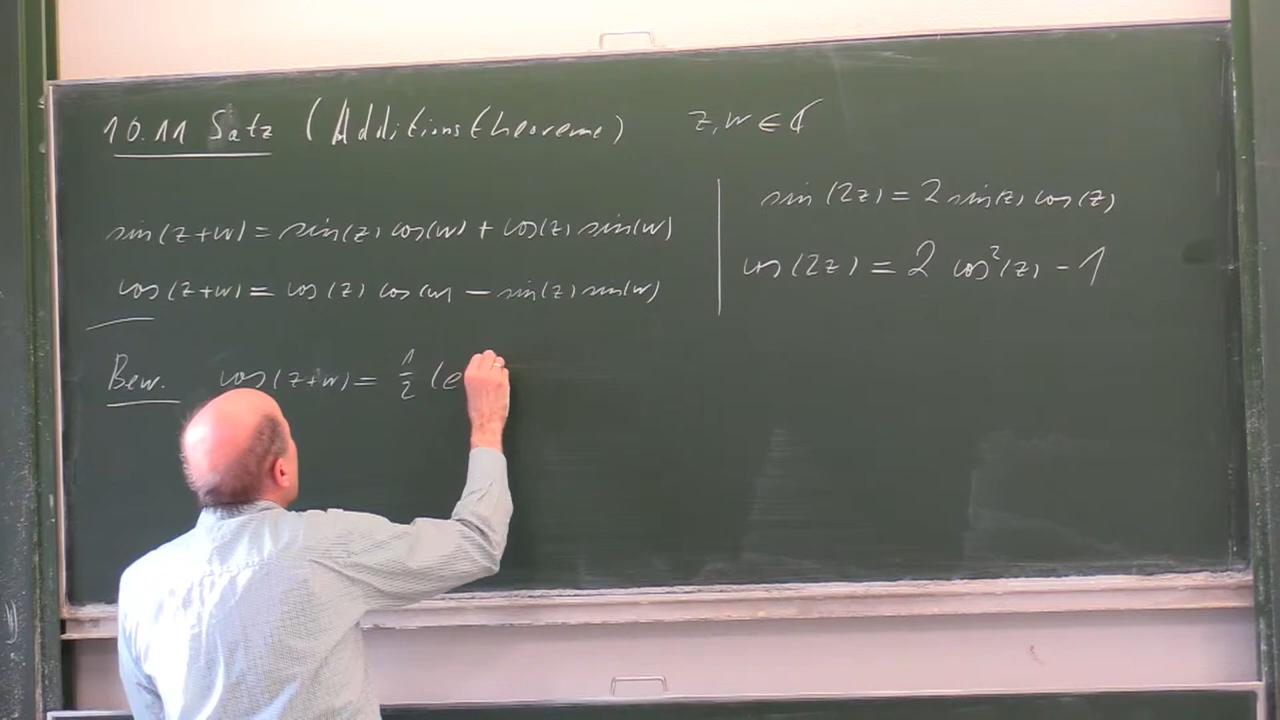 10.11 Satz (Additionstheoreme) z, w ∈ ℂ
sin(z+w) = sin(z) cos(w) + cos(z) sin(w)
cos(z+w) = cos(z) cos(w) − sin(z) sin(w)
sin(2z) = 2 sin(z) cos(z)
cos(2z) = 2 cos²(z) − 1
Bew. cos(z+w) = 1/2 (e